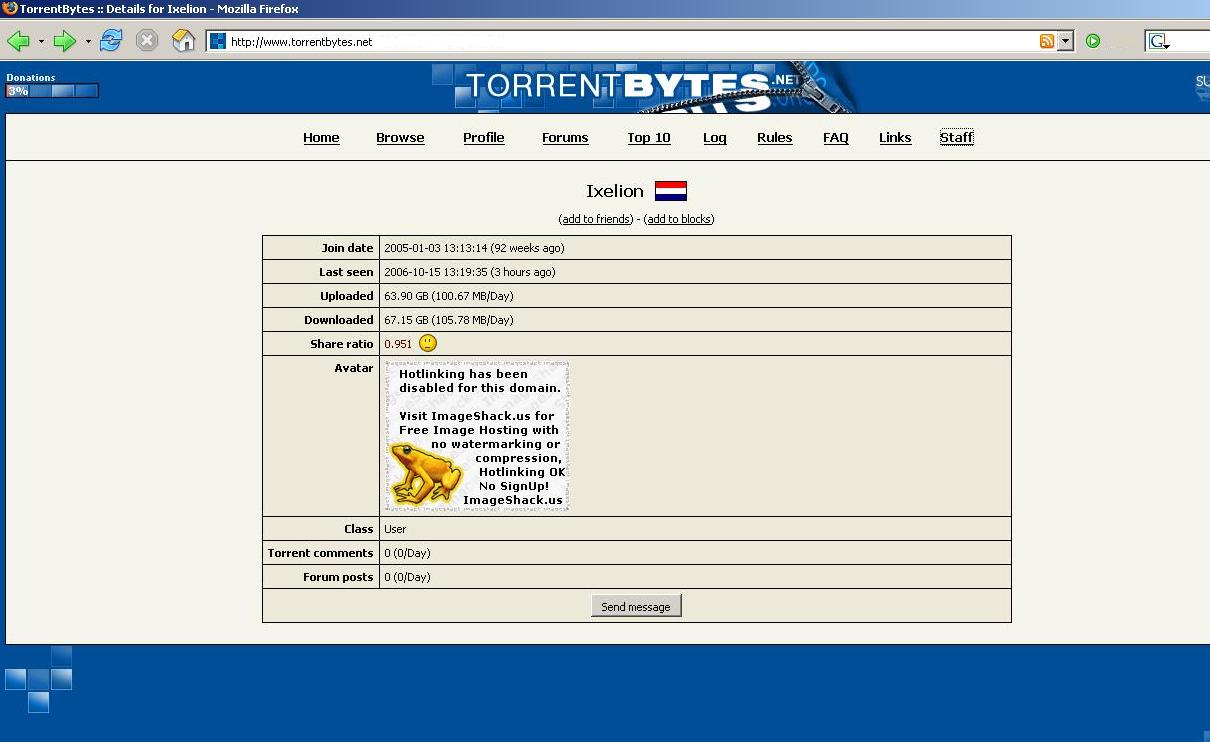 TorrentBytes :: Details for Ixelion - Mozilla Firefox
http://www.torrentbytes.net
Donations
3%
TORRENTBYTES.NET
Home Browse Profile Forums Top 10 Log Rules FAQ Links Staff
Ixelion
(add to friends) - (add to blocks)
Join date 2005-01-03 13:13:14 (92 weeks ago)
Last seen 2006-10-15 13:19:35 (3 hours ago)
Uploaded 63.90 GB (100.67 MB/Day)
Downloaded 67.15 GB (105.78 MB/Day)
Share ratio 0.951
Avatar
Hotlinking has been
disabled for this domain.
Visit ImageShack.us for
Free Image Hosting with
no watermarking or
compression,
Hotlinking OK
No SignUp!
ImageShack.us
Class User
Torrent comments 0 (0/Day)
Forum posts 0 (0/Day)
Send message